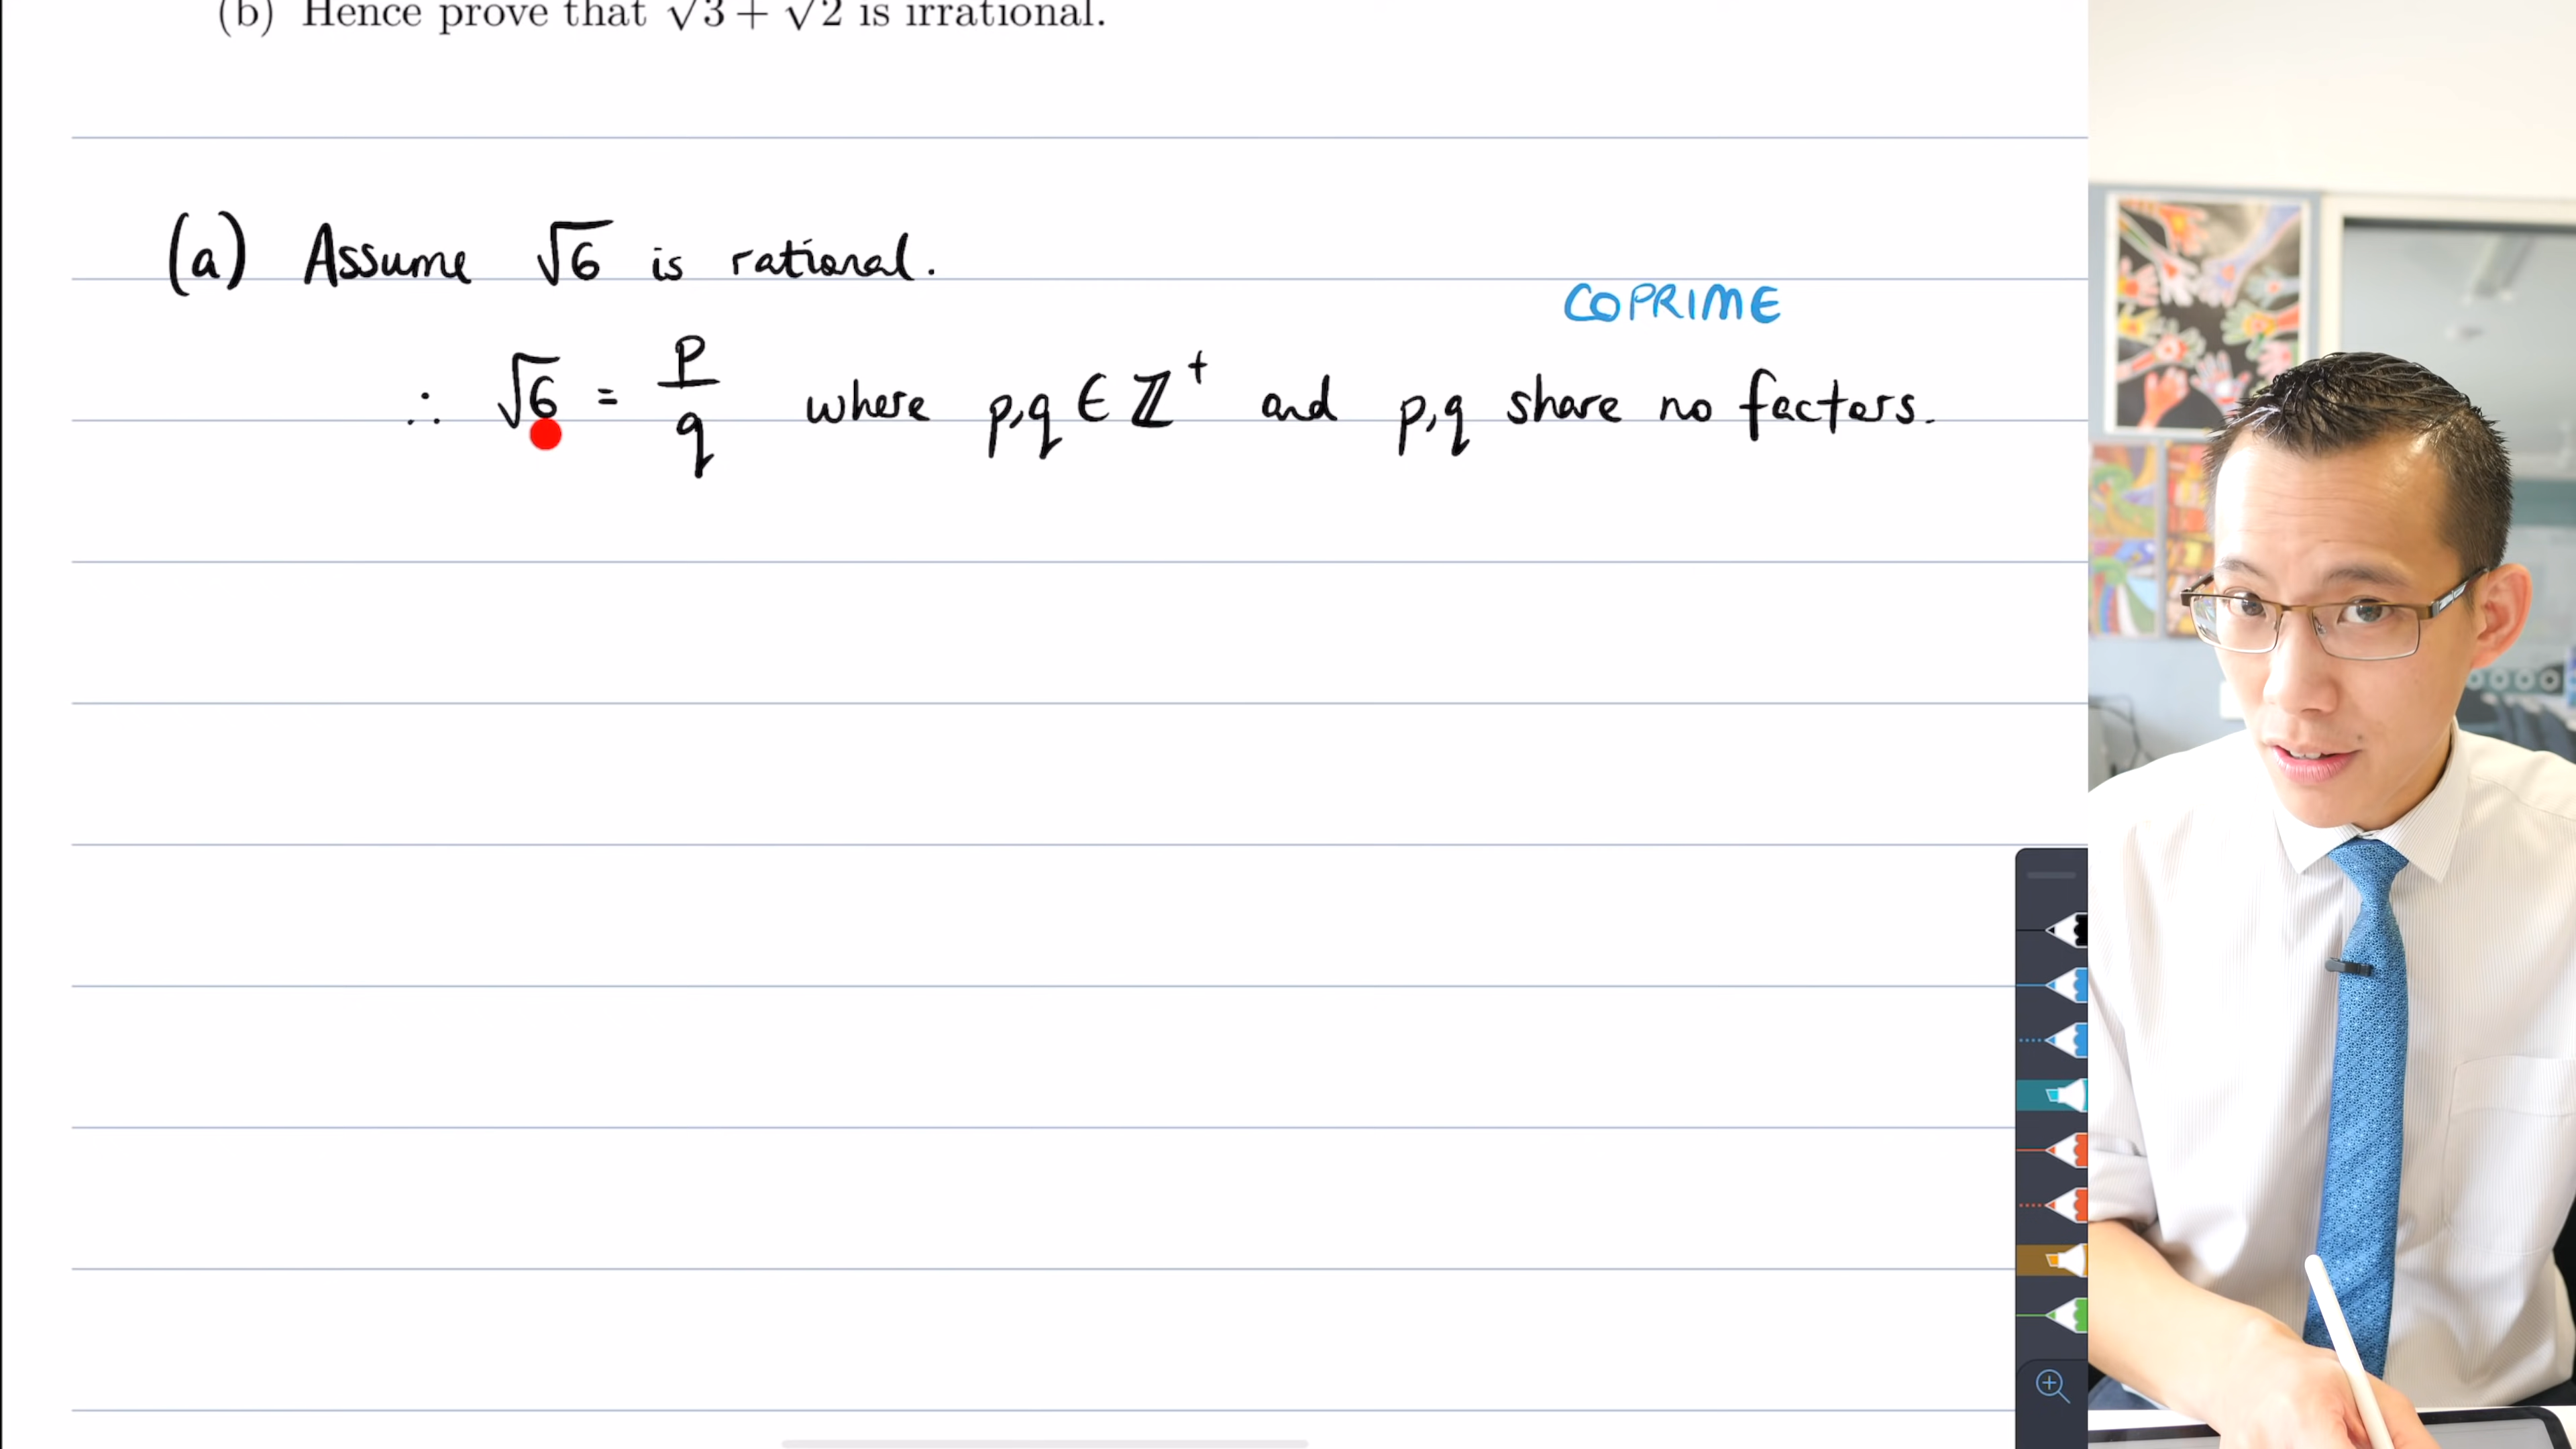 (b) Hence prove that √3 + √2 is irrational.
(a) Assume √6 is rational.
COPRIME
∴ √6 = p/q where p,q ∈ ℤ⁺ and p,q share no factors.